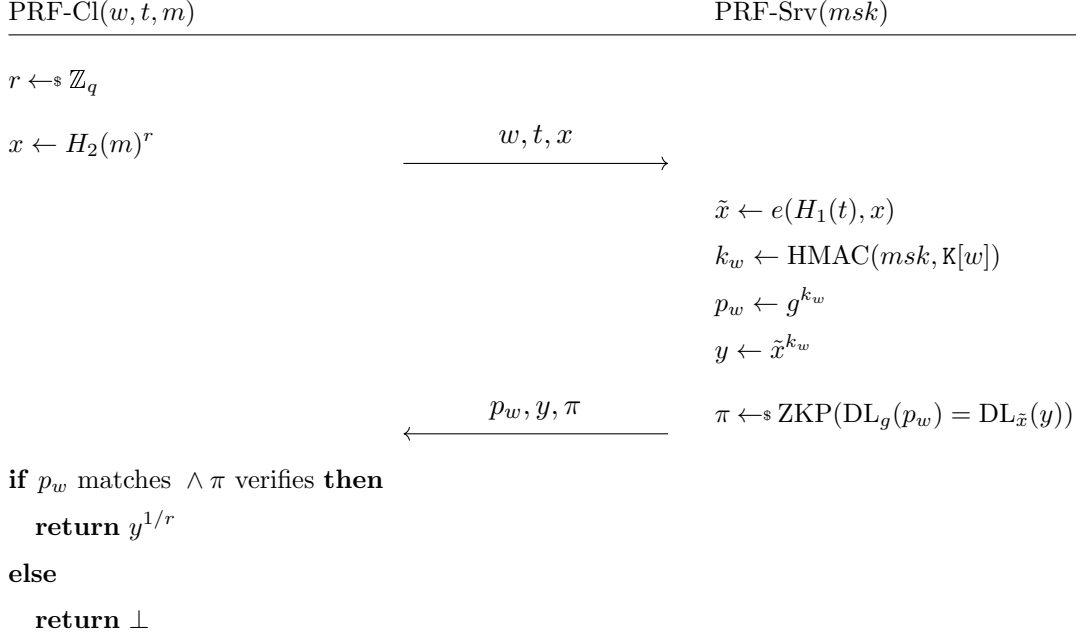 PRF-Cl(w, t, m) PRF-Srv(msk)
r ←$ ℤ_q
x ← H_2(m)^r
w, t, x
x̃ ← e(H_1(t), x)
k_w ← HMAC(msk, K[w])
p_w ← g^{k_w}
y ← x̃^{k_w}
p_w, y, π
π ←$ ZKP(DL_g(p_w) = DL_x̃(y))
if p_w matches ∧ π verifies then
return y^{1/r}
else
return ⊥